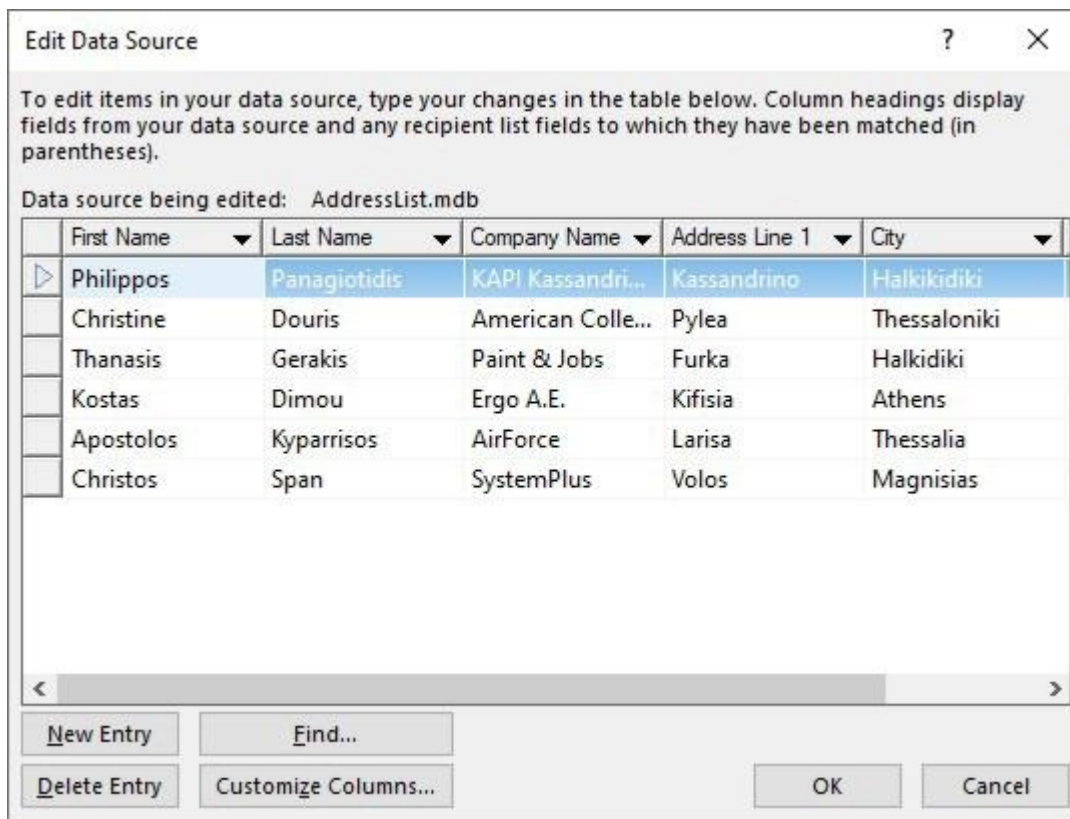 Edit Data Source ? ×
To edit items in your data source, type your changes in the table below. Column headings display
fields from your data source and any recipient list fields to which they have been matched (in
parentheses).
Data source being edited: AddressList.mdb
First Name Last Name Company Name Address Line 1 City
Philippos Panagiotidis KAPI Kassandri... Kassandrino Halkikidiki
Christine Douris American Colle... Pylea Thessaloniki
Thanasis Gerakis Paint & Jobs Furka Halkidiki
Kostas Dimou Ergo A.E. Kifisia Athens
Apostolos Kyparrisos AirForce Larisa Thessalia
Christos Span SystemPlus Volos Magnisias
New Entry Find...
Delete Entry Customize Columns... OK Cancel